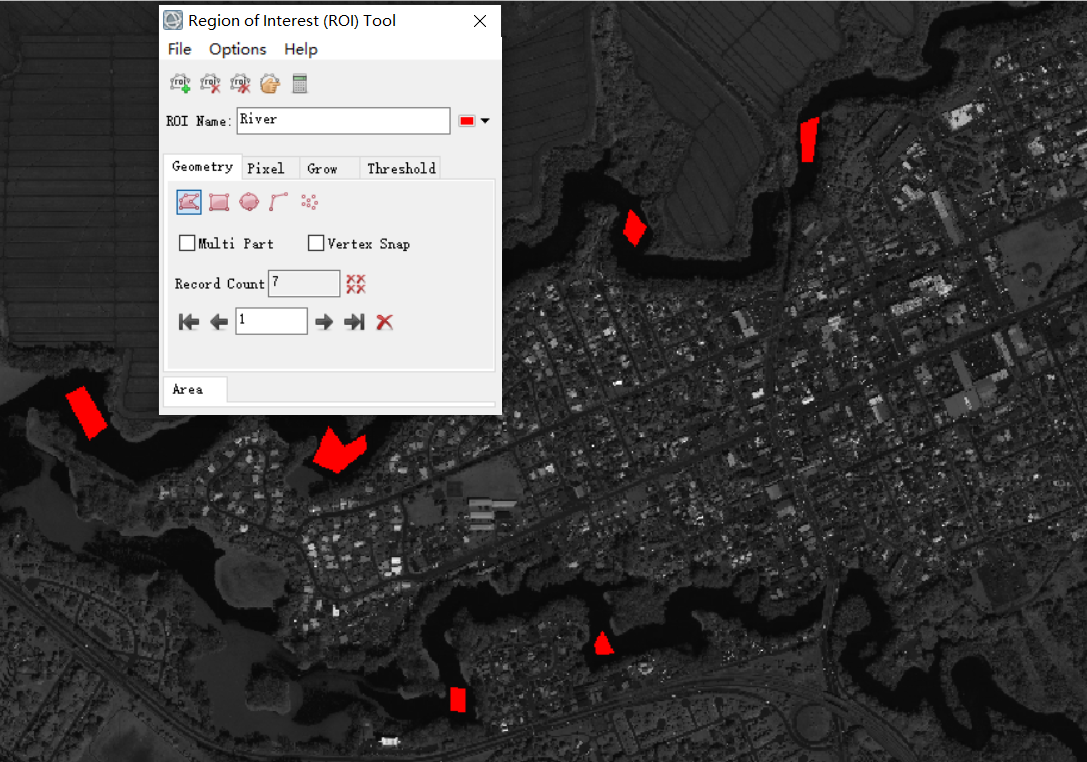 Region of Interest (ROI) Tool
File Options Help
ROI Name: River
Geometry Pixel Grow Threshold
Multi Part Vertex Snap
Record Count 7
1
Area